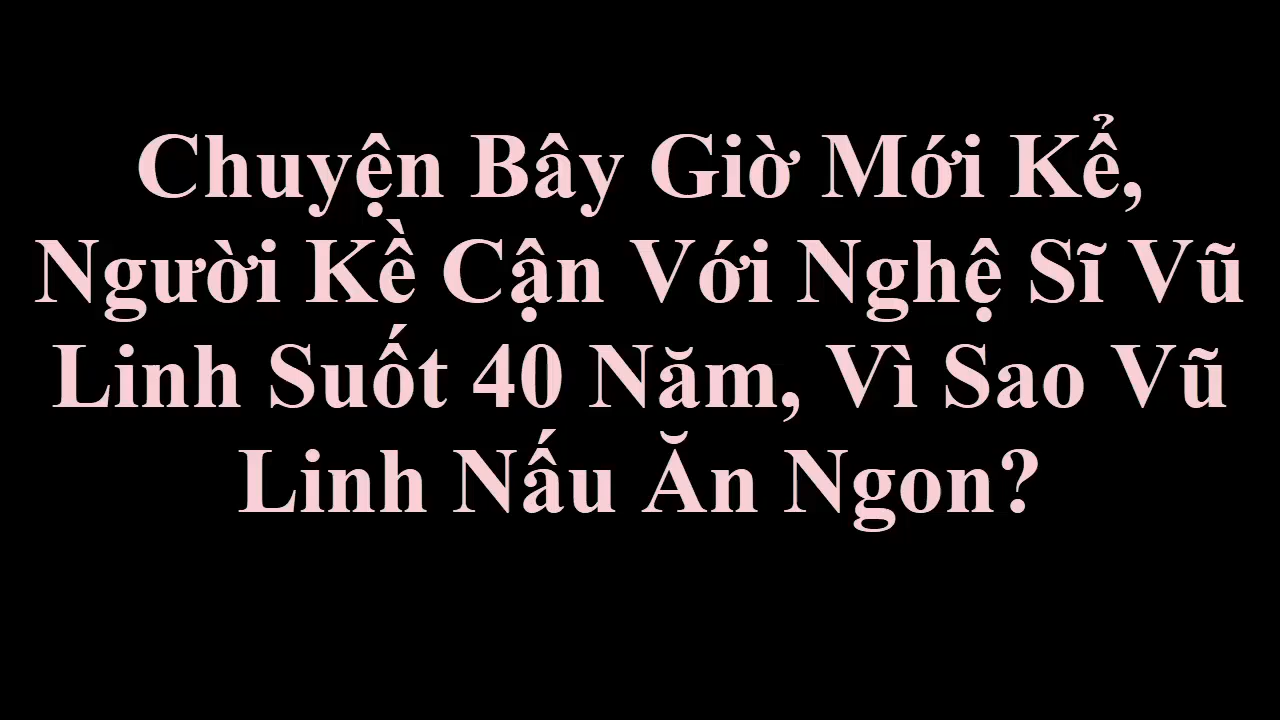 Chuyện Bây Giờ Mới Kể,
Người Kề Cận Với Nghệ Sĩ Vũ
Linh Suốt 40 Năm, Vì Sao Vũ
Linh Nấu Ăn Ngon?